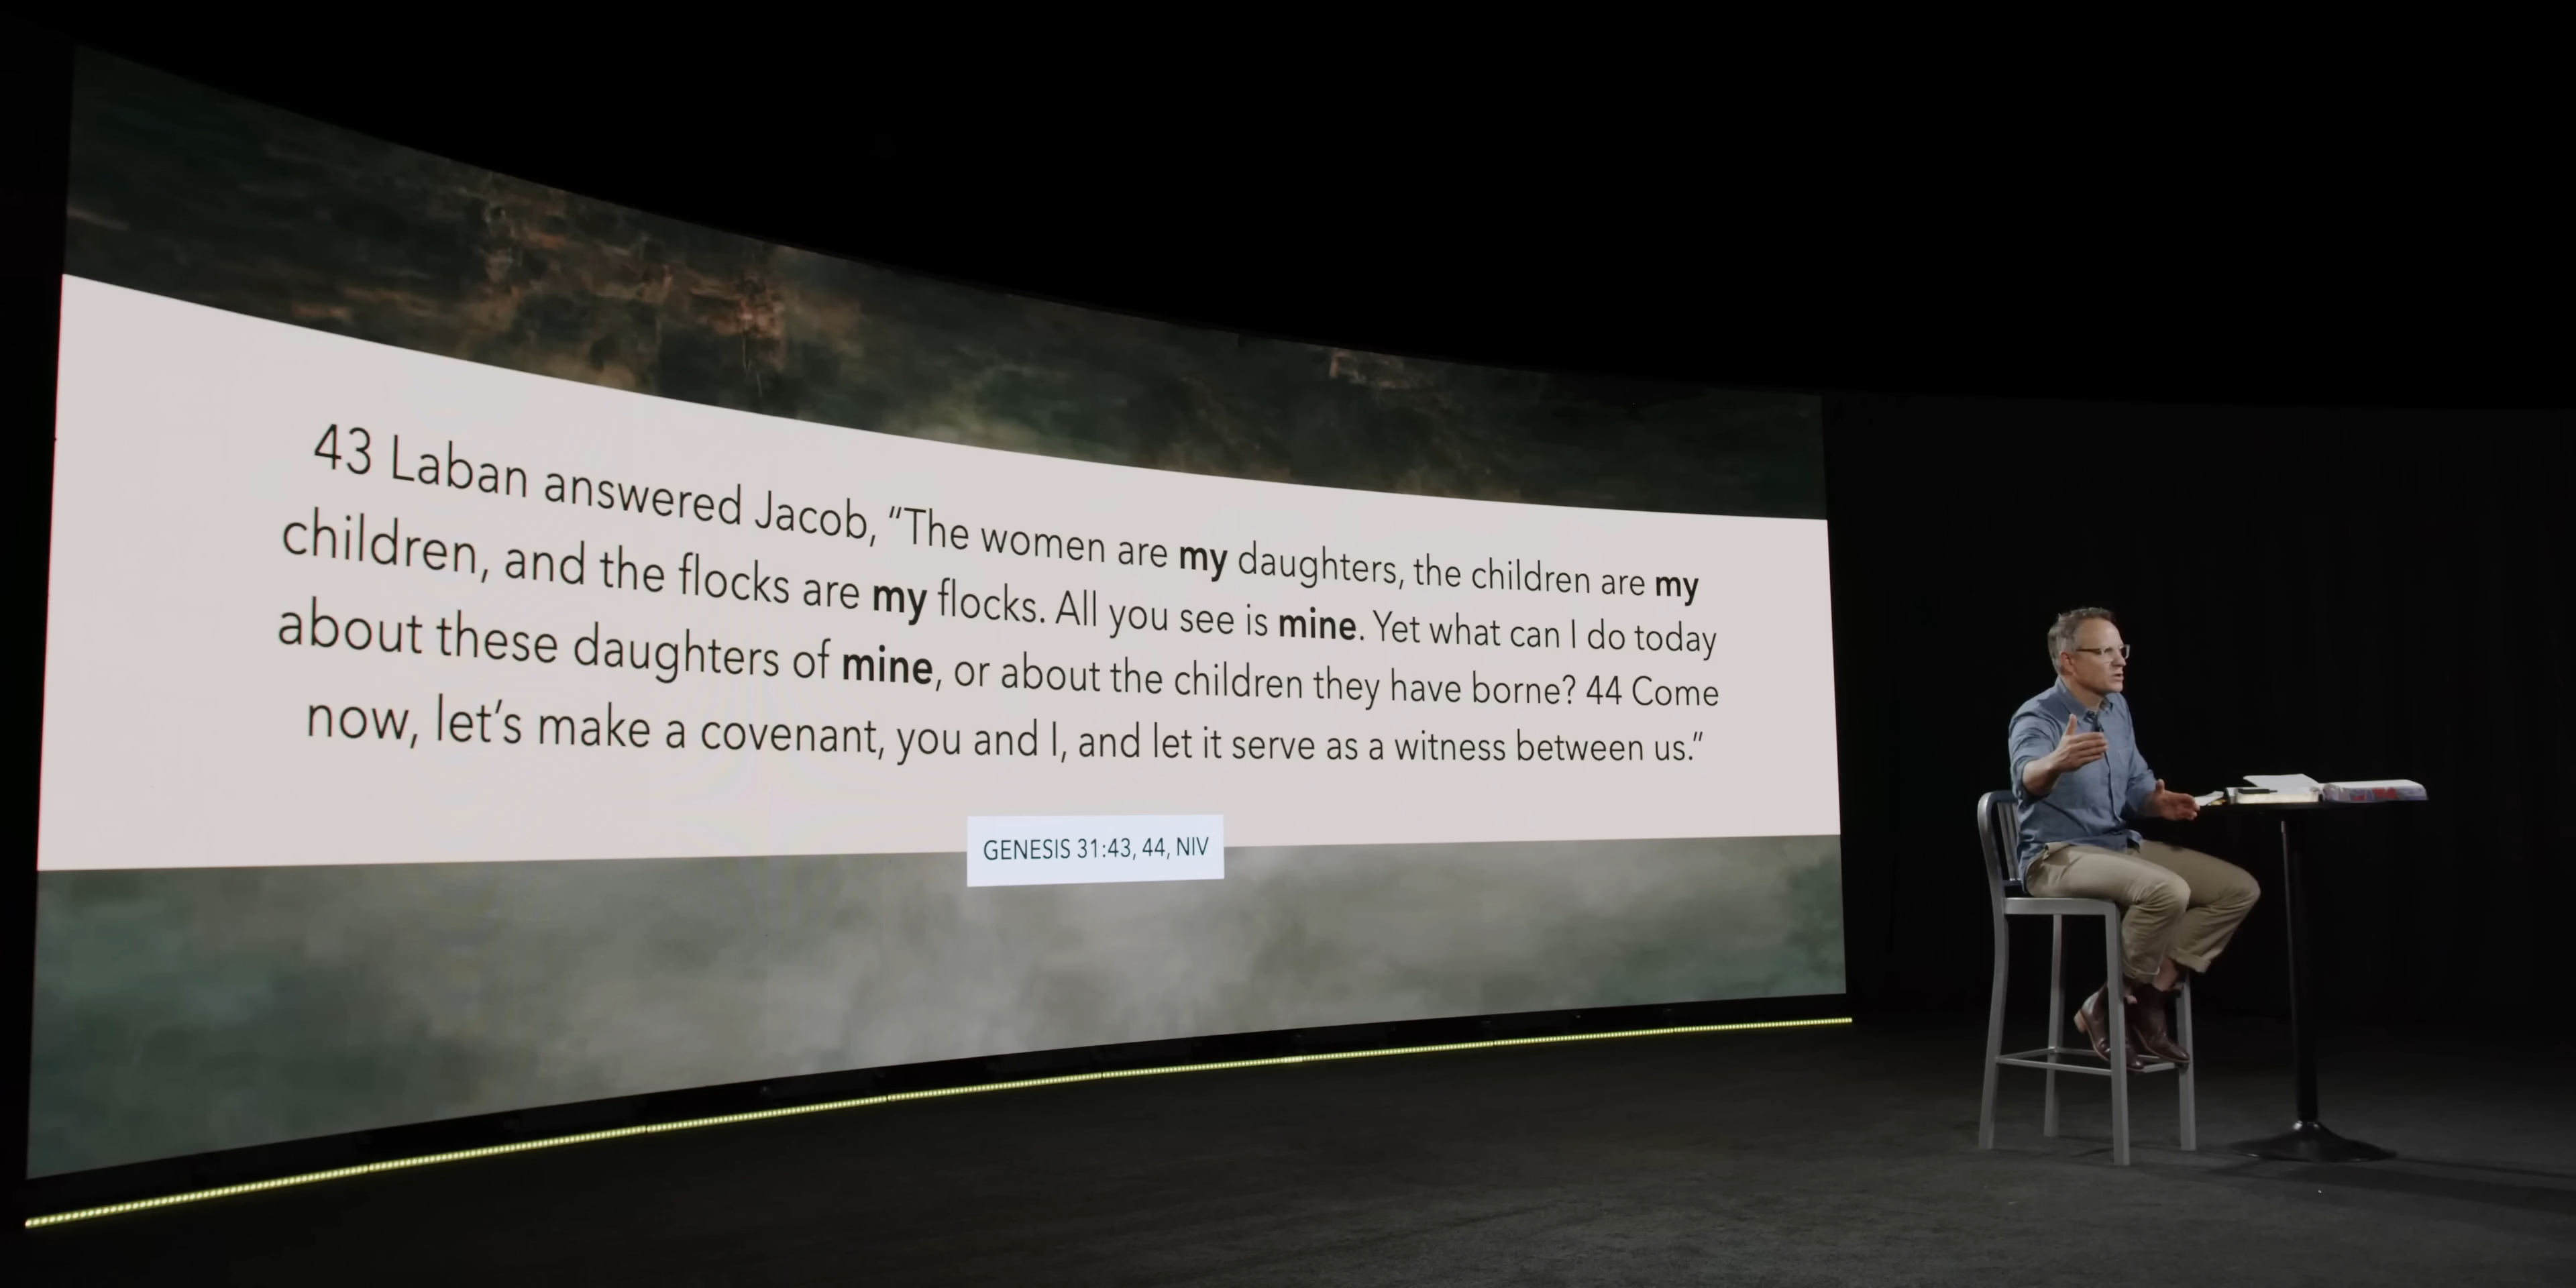 43 Laban answered Jacob, “The women are my daughters, the children are my
children, and the flocks are my flocks. All you see is mine. Yet what can I do today
about these daughters of mine, or about the children they have borne? 44 Come
now, let’s make a covenant, you and I, and let it serve as a witness between us.”
GENESIS 31:43, 44, NIV